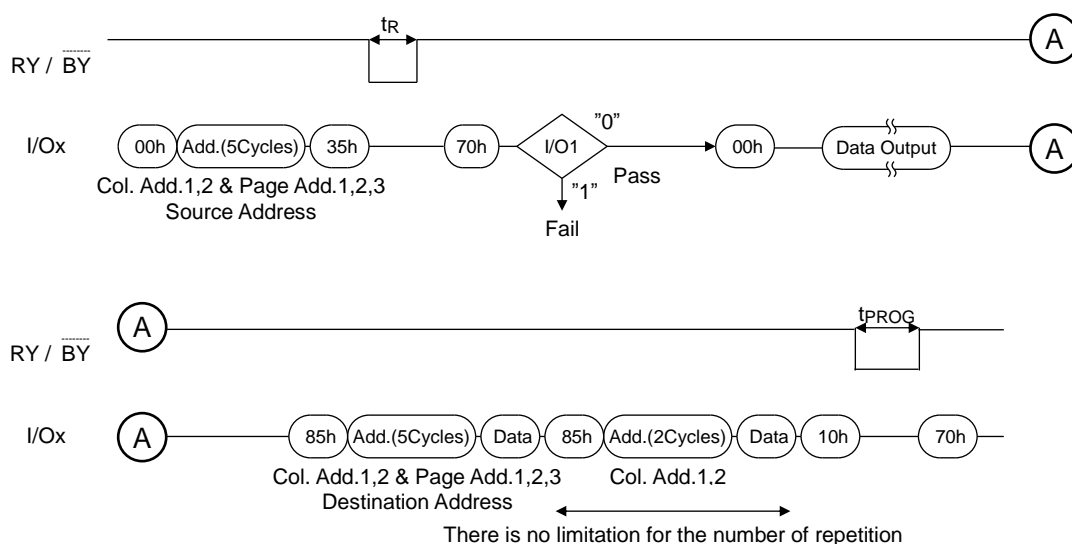 tR
A
RY / BY
I/Ox 00h Add.(5Cycles) 35h 70h I/O1 "0" 00h Data Output A
Pass
"1"
Col. Add.1,2 & Page Add.1,2,3
Source Address
Fail
A
tPROG
RY / BY
I/Ox A 85h Add.(5Cycles) Data 85h Add.(2Cycles) Data 10h 70h
Col. Add.1,2 & Page Add.1,2,3 Col. Add.1,2
Destination Address
There is no limitation for the number of repetition